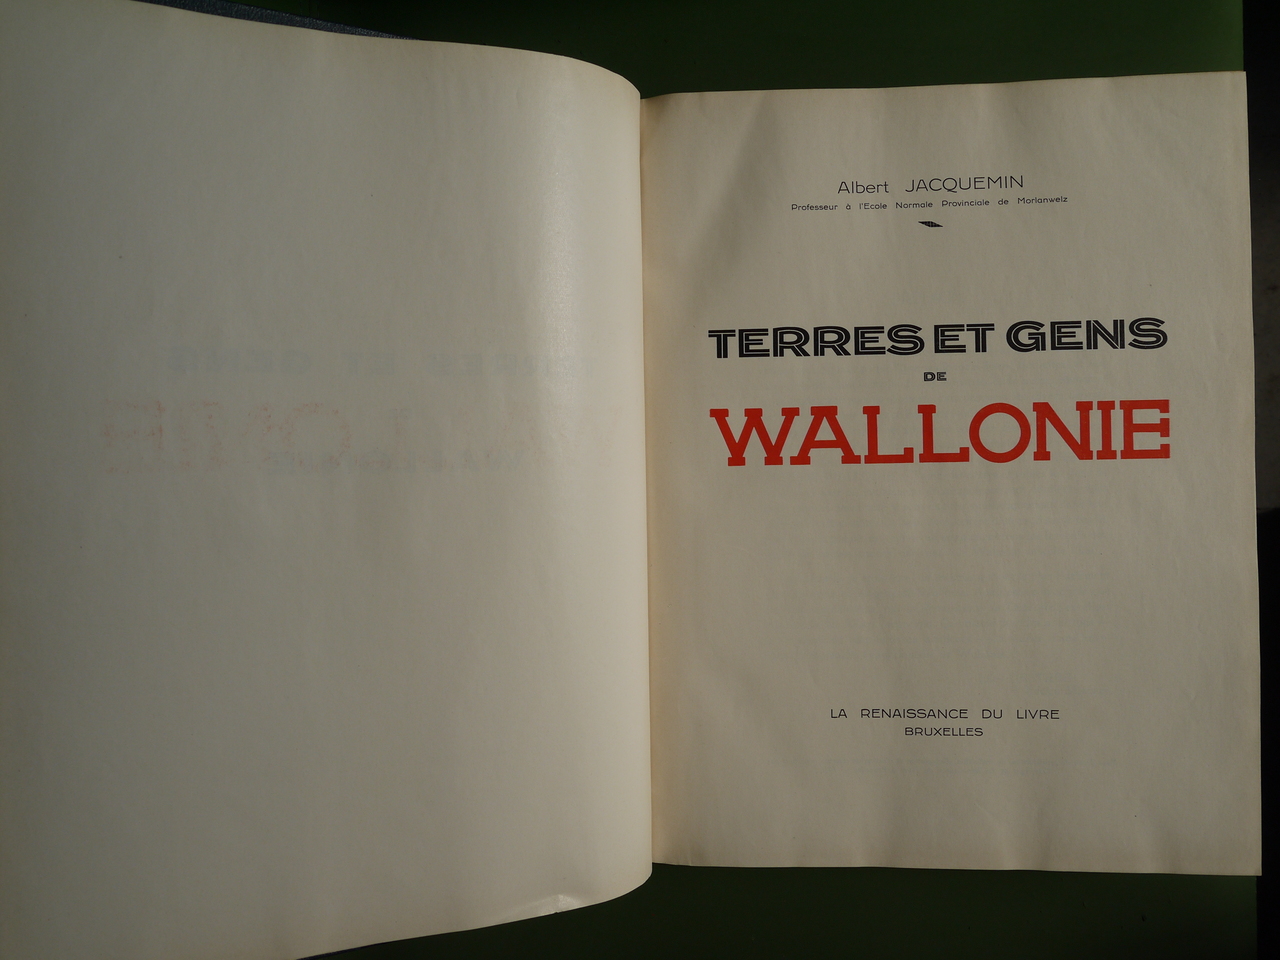 Albert JACQUEMIN
Professeur à l'Ecole Normale Provinciale de Morlanwelz
TERRES ET GENS
DE
WALLONIE
LA RENAISSANCE DU LIVRE
BRUXELLES